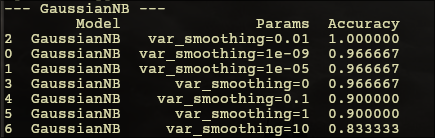 --- GaussianNB ---
Model Params Accuracy
2 GaussianNB var_smoothing=0.01 1.000000
0 GaussianNB var_smoothing=1e-09 0.966667
1 GaussianNB var_smoothing=1e-05 0.966667
3 GaussianNB var_smoothing=0 0.966667
4 GaussianNB var_smoothing=0.1 0.900000
5 GaussianNB var_smoothing=1 0.900000
6 GaussianNB var_smoothing=10 0.833333